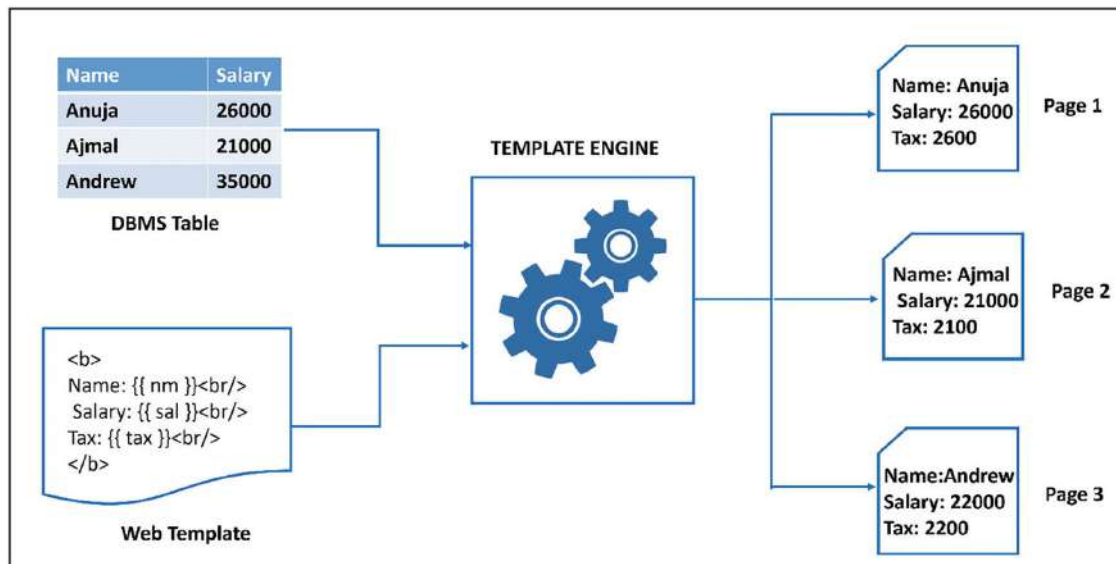 Name Salary
Anuja 26000
Ajmal 21000
Andrew 35000
DBMS Table
<b>
Name: {{ nm }}<br/>
Salary: {{ sal }}<br/>
Tax: {{ tax }}<br/>
</b>
Web Template
TEMPLATE ENGINE
Name: Anuja
Salary: 26000
Tax: 2600
Page 1
Name: Ajmal
Salary: 21000
Tax: 2100
Page 2
Name:Andrew
Salary: 22000
Tax: 2200
Page 3